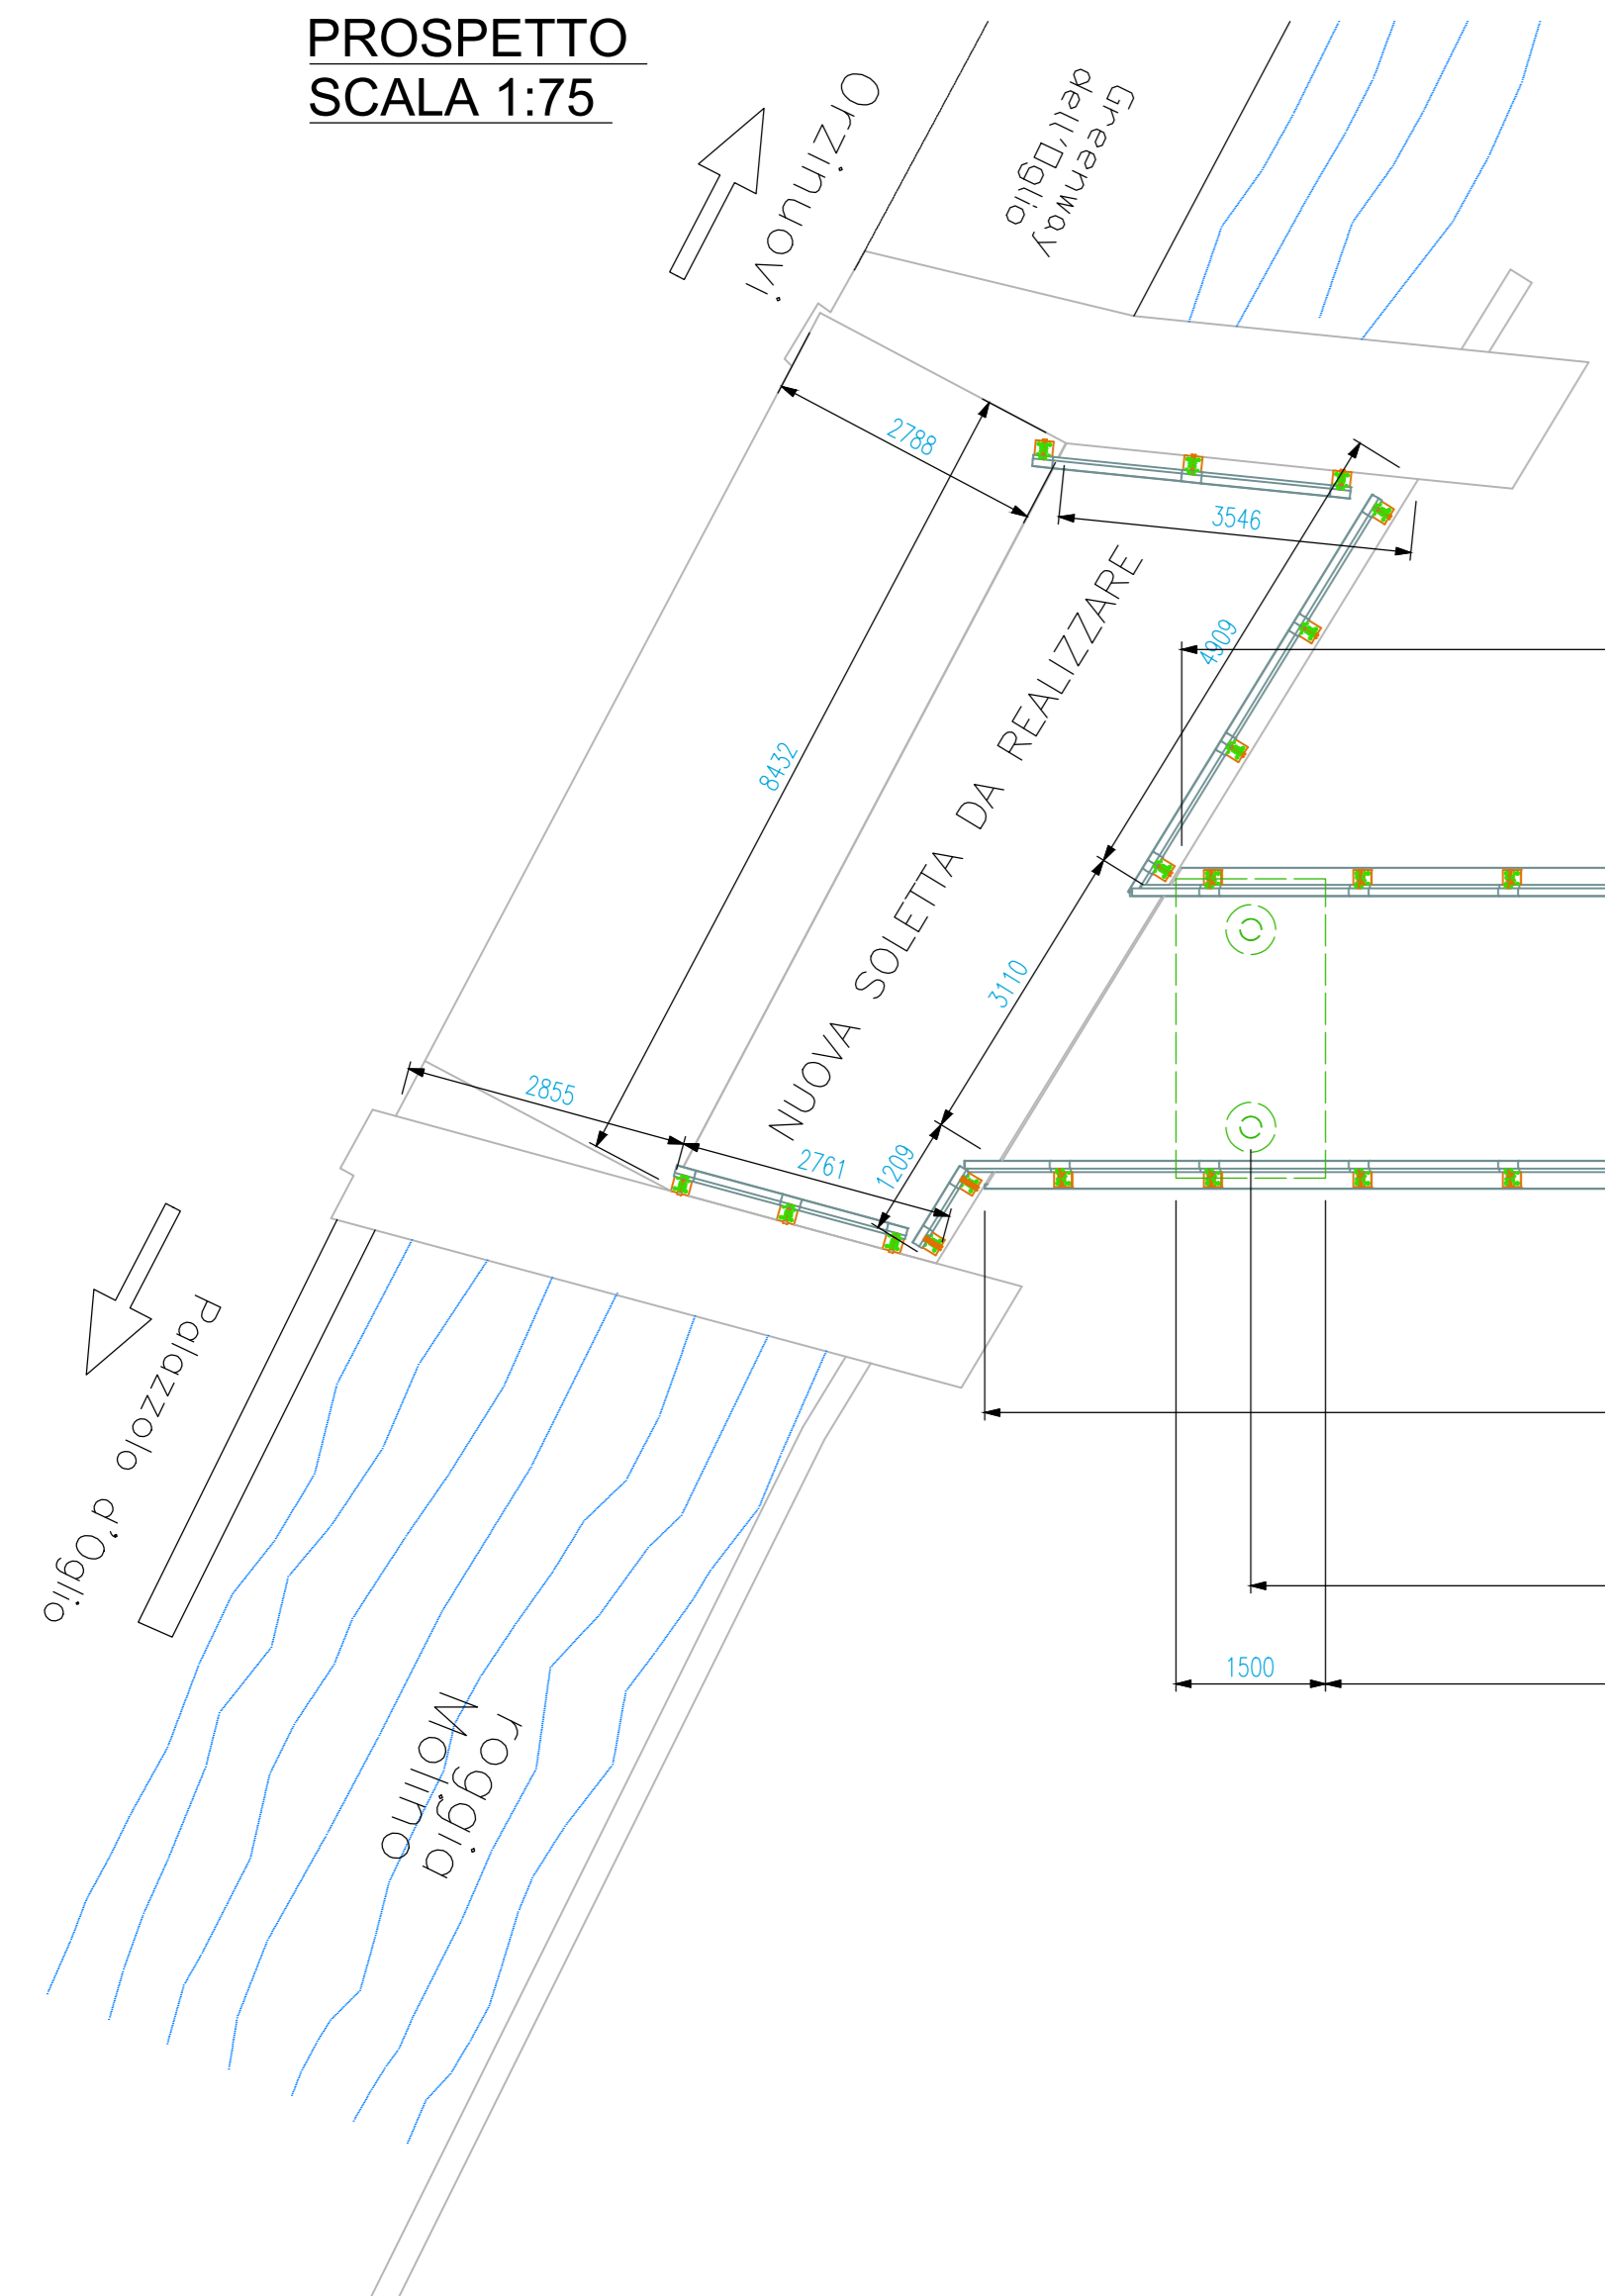 PROSPETTO
SCALA 1:75
Orzinuovi
Greenway
dell'Oglio
2788
3546
4909
8432
NUOVA SOLETTA DA REALIZZARE
3110
2855
2761
1209
Palazzolo d'Oglio
1500
roggia
Molino